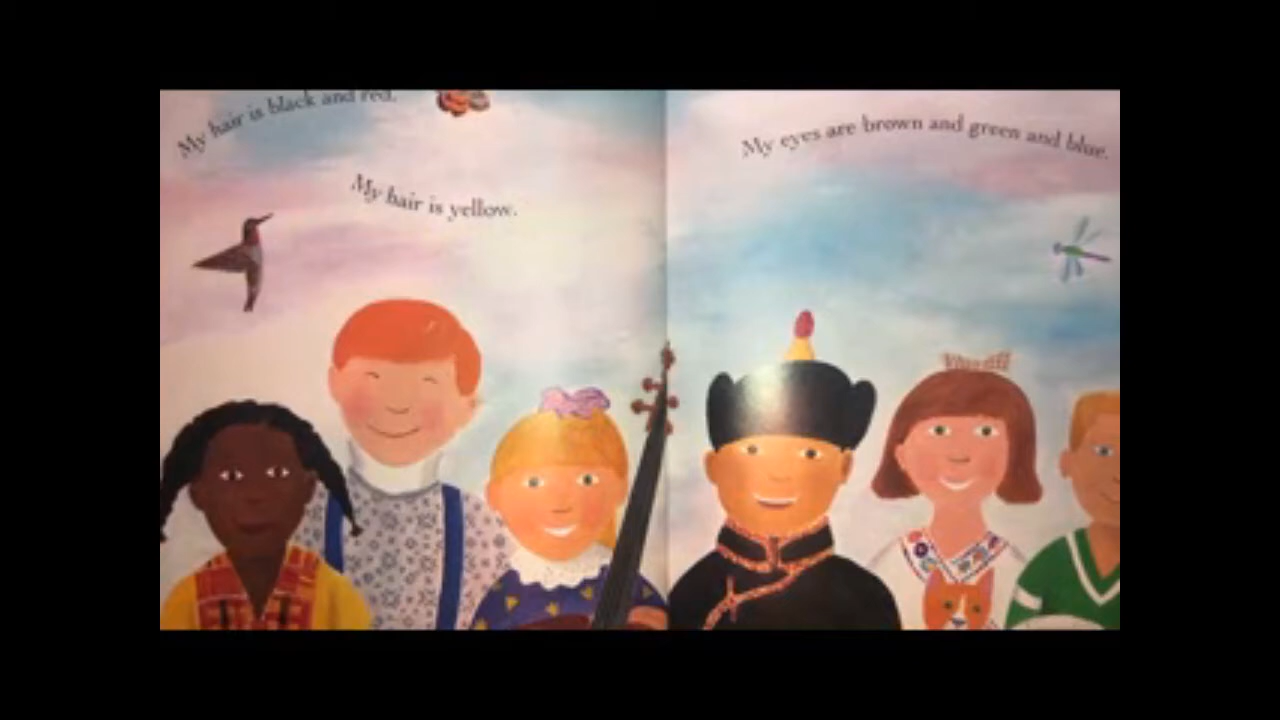 My hair is black and red.
My hair is yellow.
My eyes are brown and green and blue.